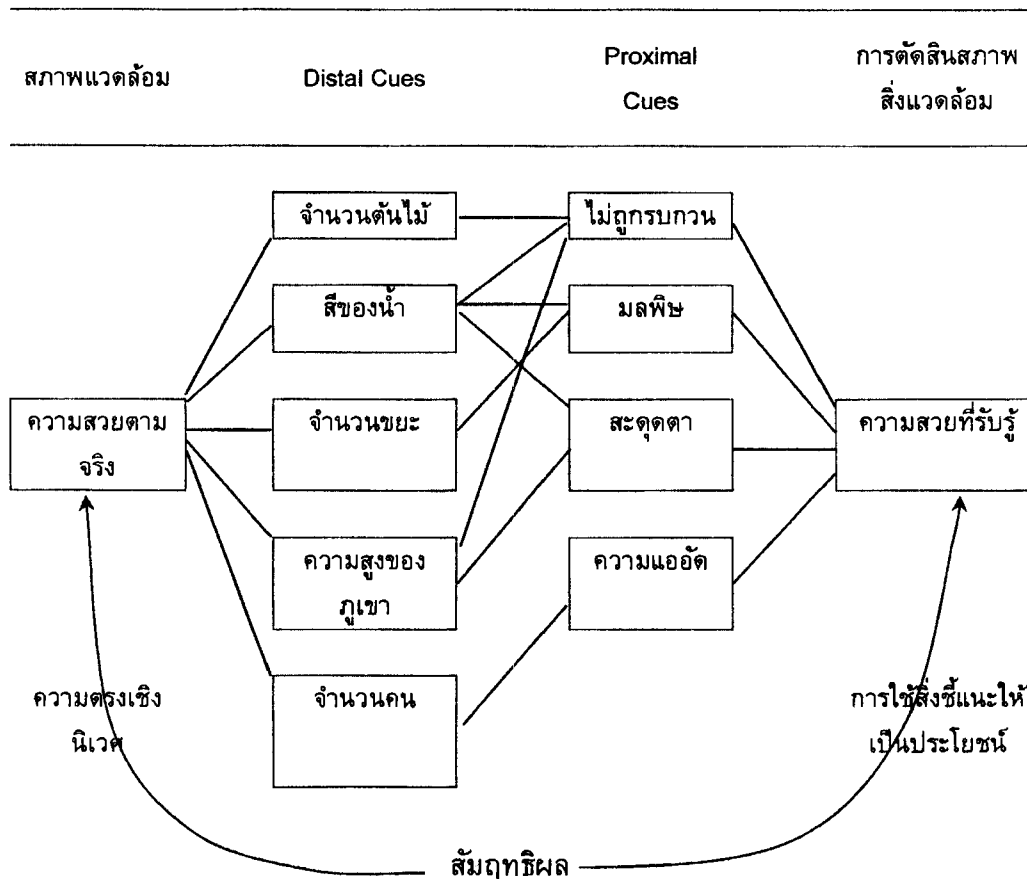 สภาพแวดล้อม
Distal Cues
Proximal
Cues
การตัดสินสภาพ
สิ่งแวดล้อม
จำนวนต้นไม้
ไม่ถูกรบกวน
สีของน้ำ
มลพิษ
ความสวยตาม
จริง
จำนวนขยะ
สะดุดตา
ความสวยที่รับรู้
ความสูงของ
ภูเขา
ความแออัด
จำนวนคน
ความตรงเชิง
นิเวศ
การใช้สิ่งชี้แนะให้
เป็นประโยชน์
สัมฤทธิผล